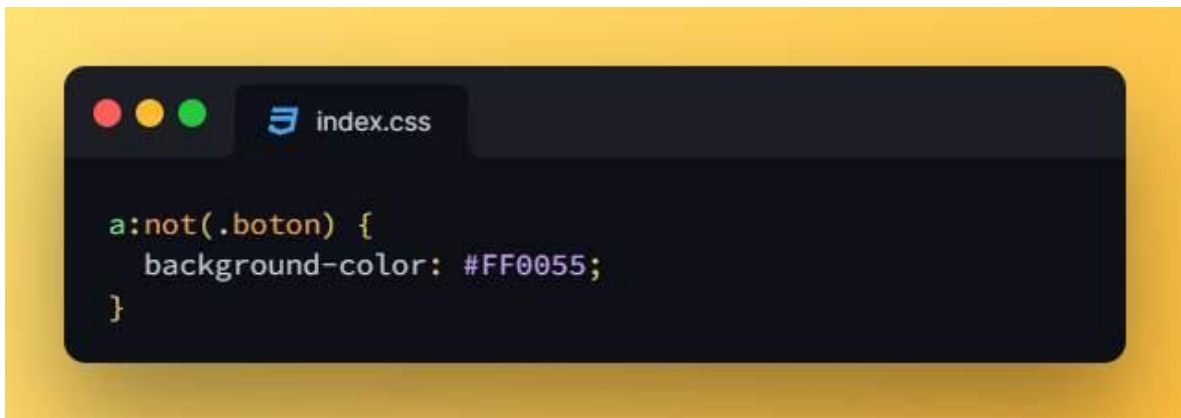 index.css
a:not(.boton) {
  background-color: #FF0055;
}